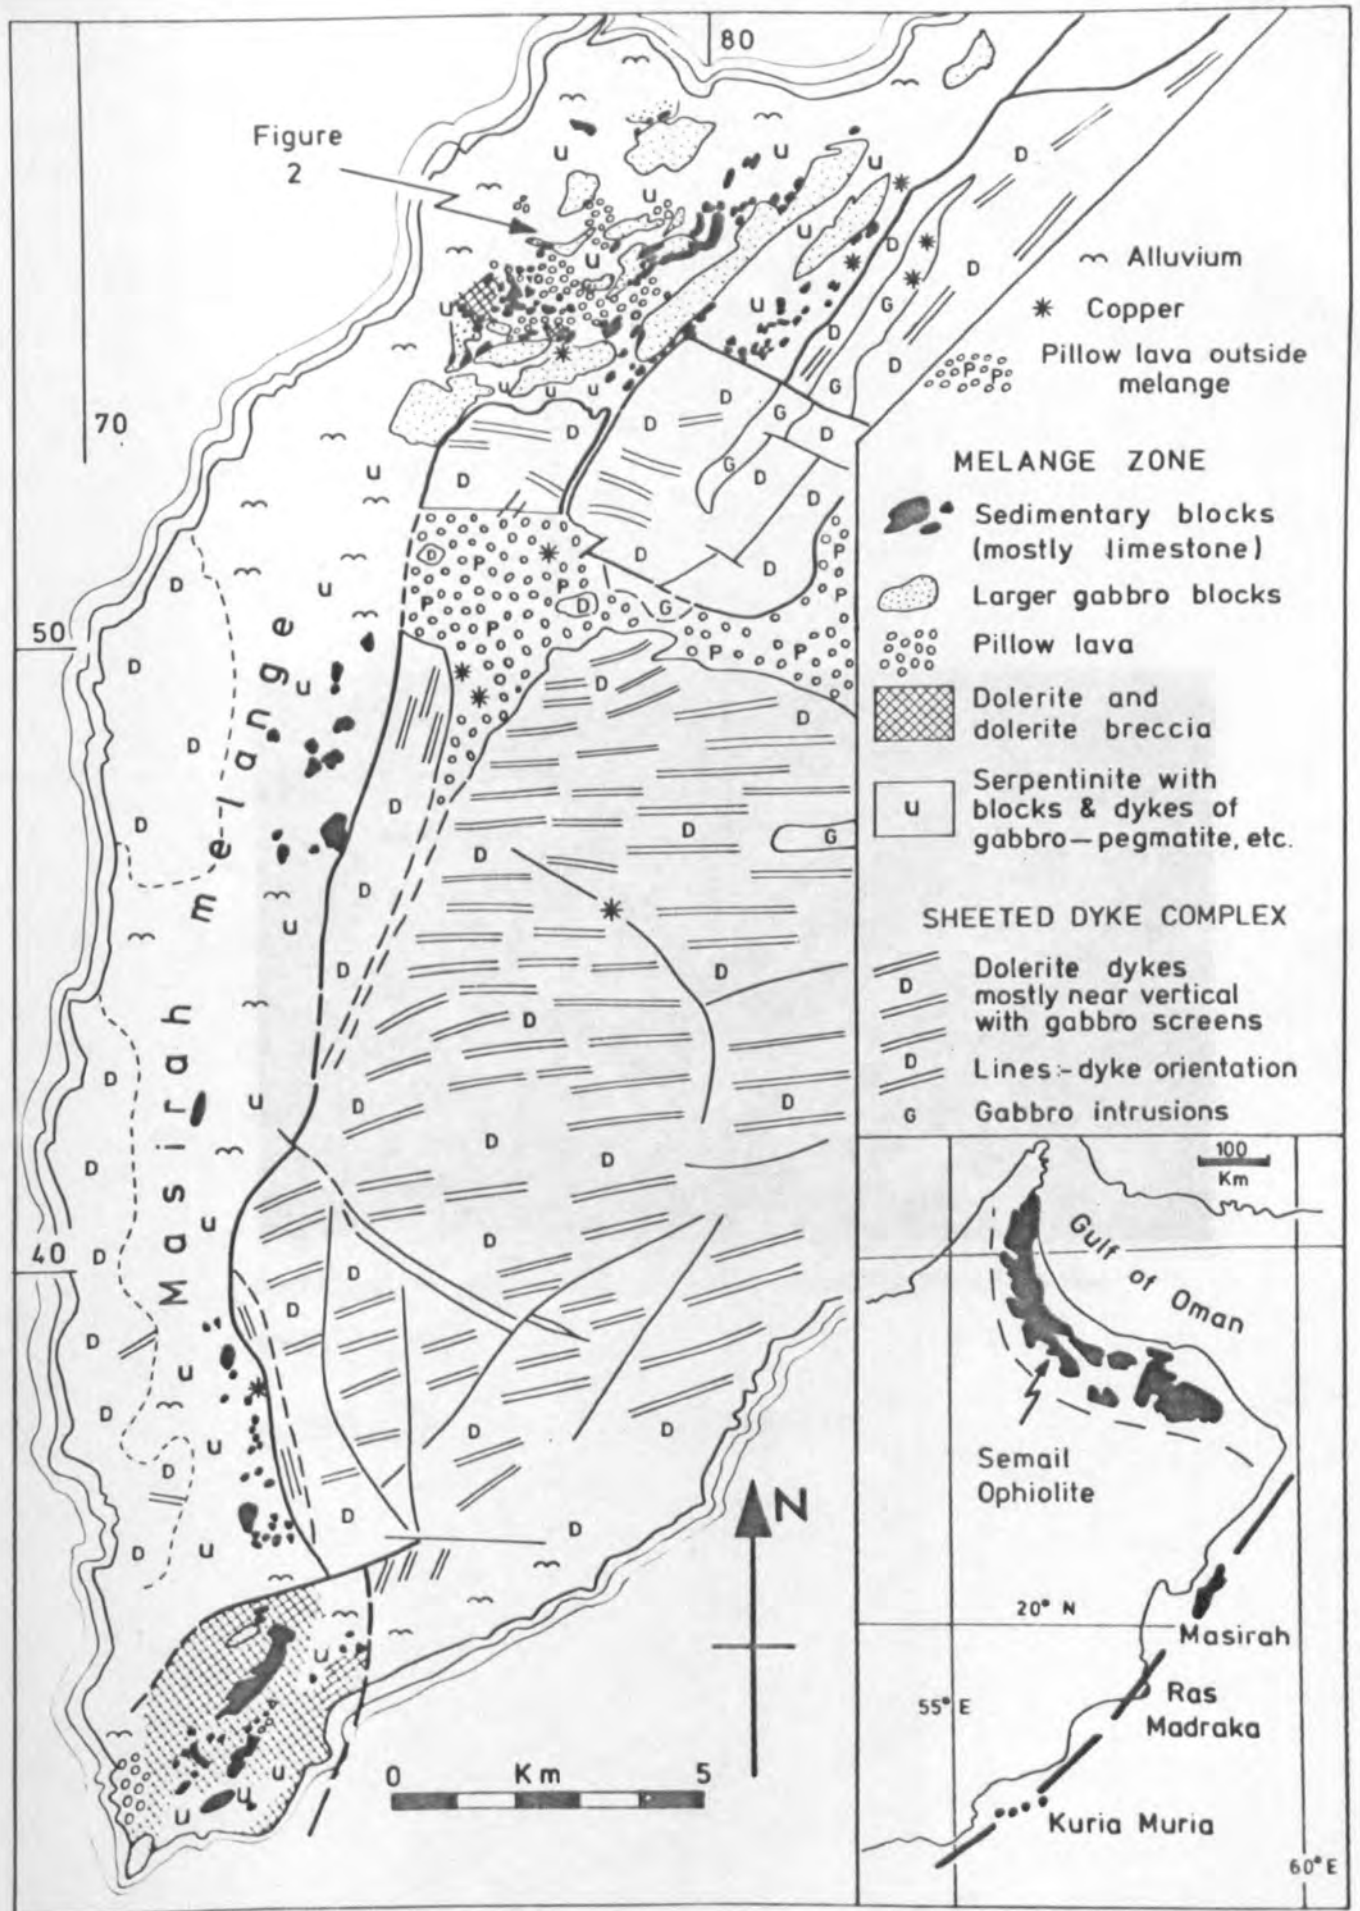 80
Figure
2
70
50
40
Masirah melange
Alluvium
Copper
Pillow lava outside
melange
MELANGE ZONE
Sedimentary blocks
(mostly limestone)
Larger gabbro blocks
Pillow lava
Dolerite and
dolerite breccia
u
Serpentinite with
blocks & dykes of
gabbro—pegmatite, etc.
SHEETED DYKE COMPLEX
Dolerite dykes
D
mostly near vertical
with gabbro screens
D
Lines:- dyke orientation
G
Gabbro intrusions
N
0 Km 5
100
Km
Gulf of Oman
Semail
Ophiolite
20° N
Masirah
55° E
Ras
Madraka
Kuria Muria
60° E